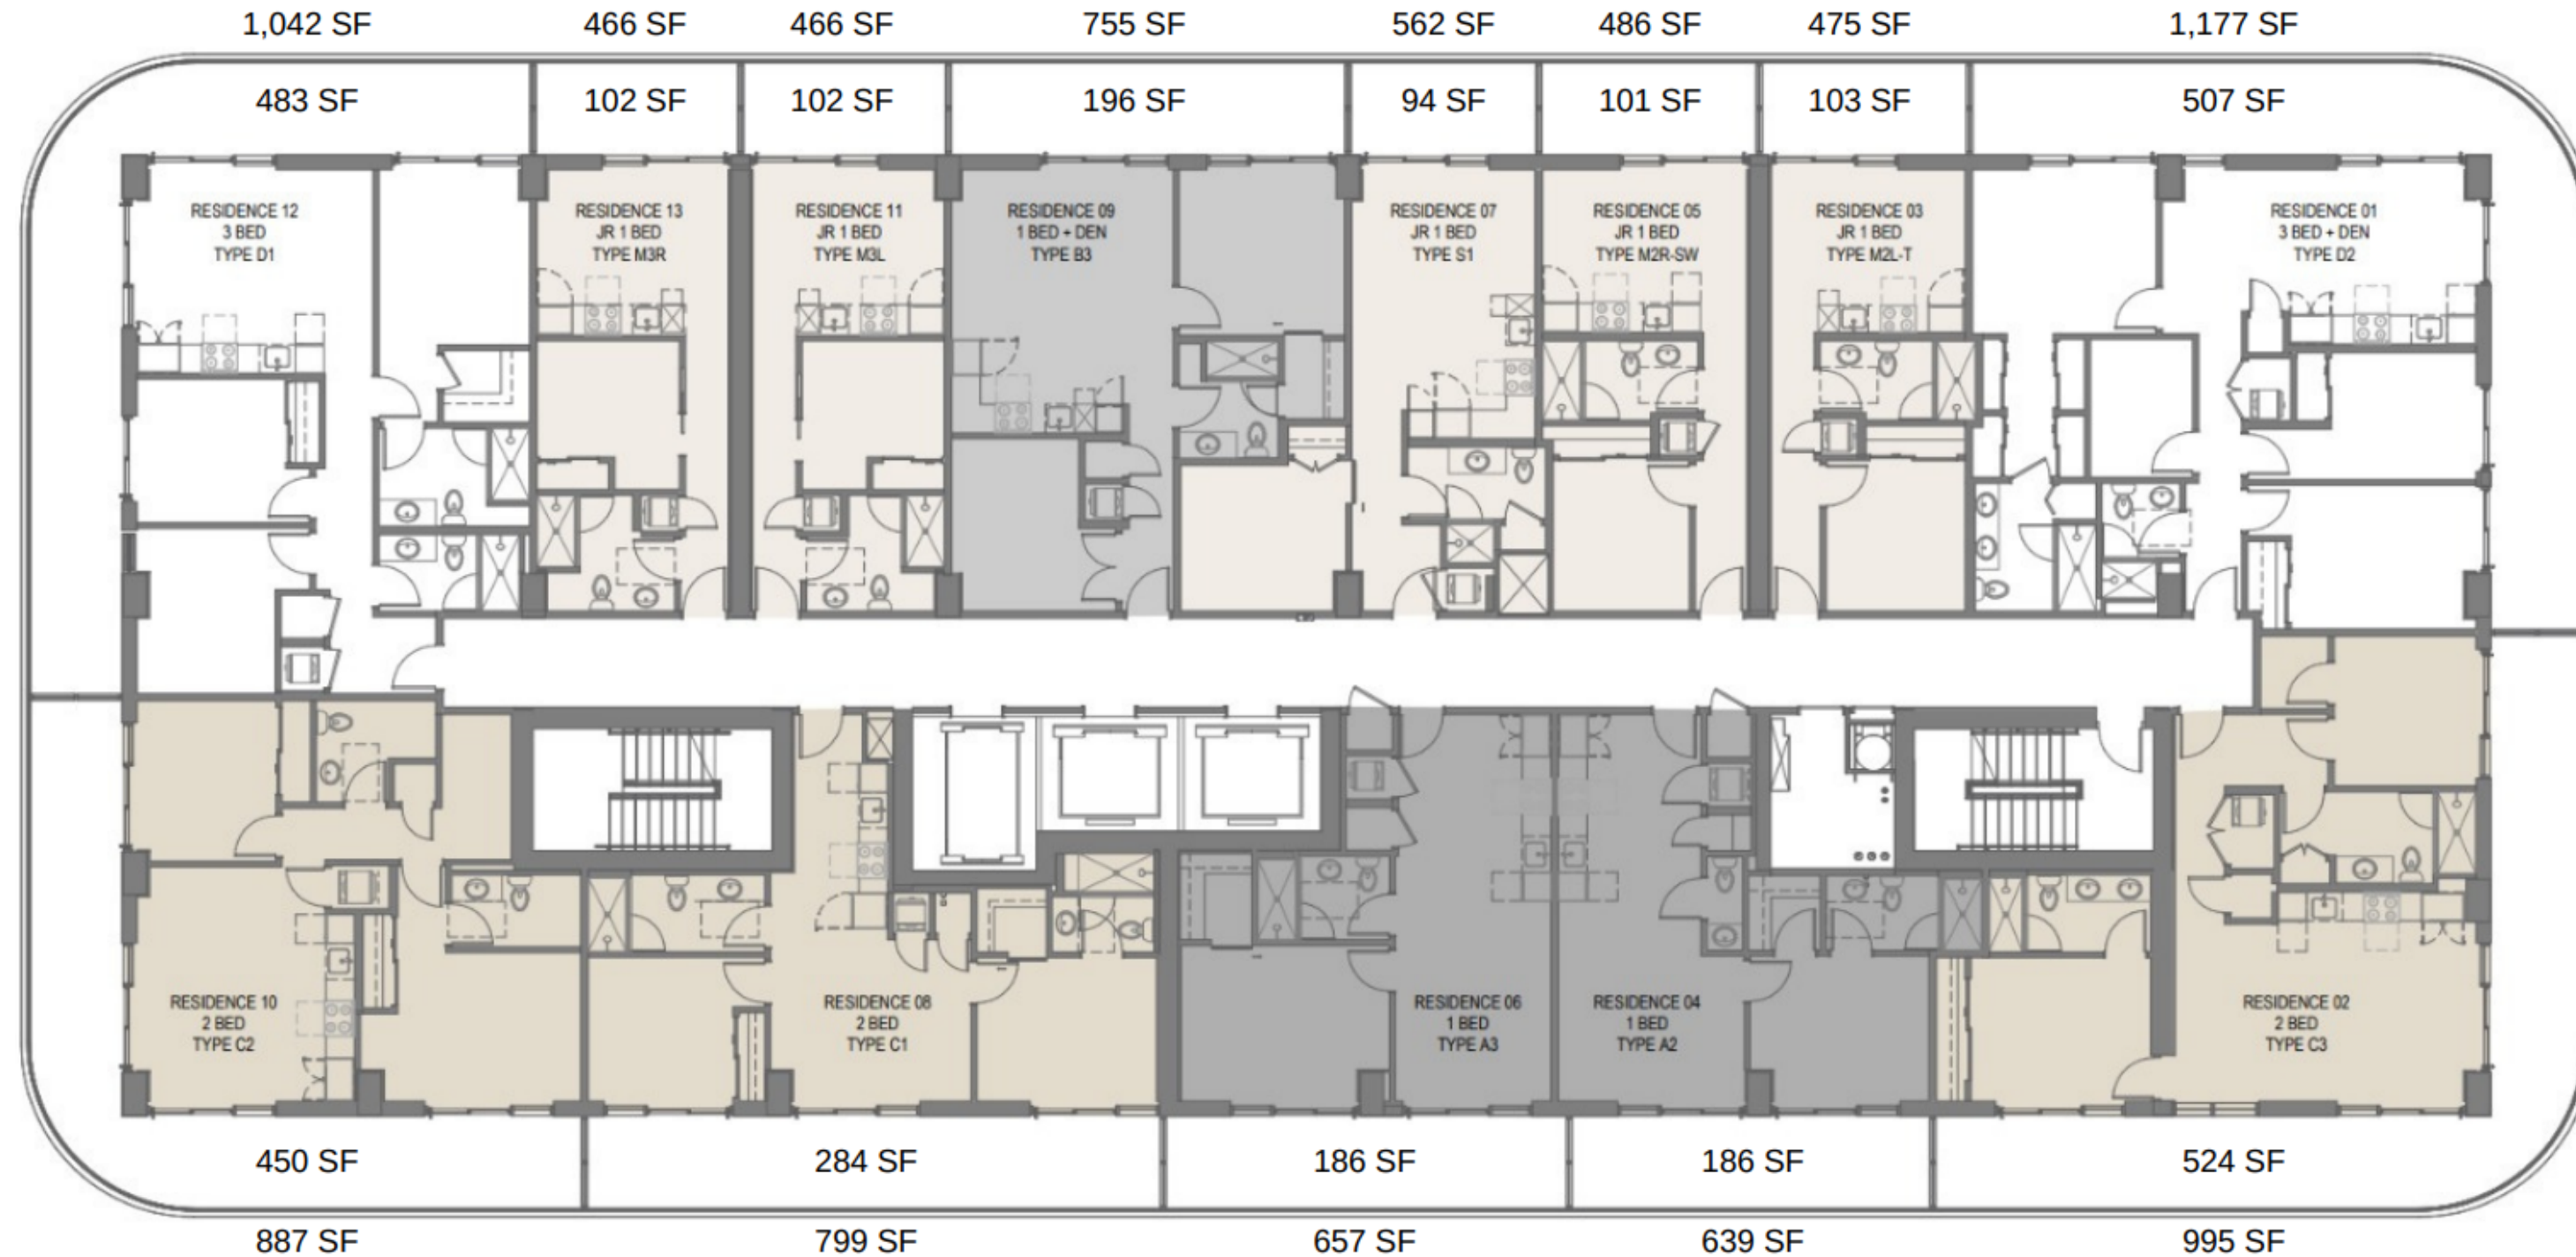 1,042 SF
466 SF
466 SF
755 SF
562 SF
486 SF
475 SF
1,177 SF
483 SF
102 SF
102 SF
196 SF
94 SF
101 SF
103 SF
507 SF
RESIDENCE 12
3 BED
TYPE D1
RESIDENCE 13
JR 1 BED
TYPE M3R
RESIDENCE 11
JR 1 BED
TYPE M3L
RESIDENCE 09
1 BED + DEN
TYPE B3
RESIDENCE 07
JR 1 BED
TYPE S1
RESIDENCE 05
JR 1 BED
TYPE M2R-SW
RESIDENCE 03
JR 1 BED
TYPE M2L-T
RESIDENCE 01
3 BED + DEN
TYPE D2
RESIDENCE 10
2 BED
TYPE C2
RESIDENCE 08
2 BED
TYPE C1
RESIDENCE 06
1 BED
TYPE A3
RESIDENCE 04
1 BED
TYPE A2
RESIDENCE 02
2 BED
TYPE C3
450 SF
284 SF
186 SF
186 SF
524 SF
887 SF
799 SF
657 SF
639 SF
995 SF